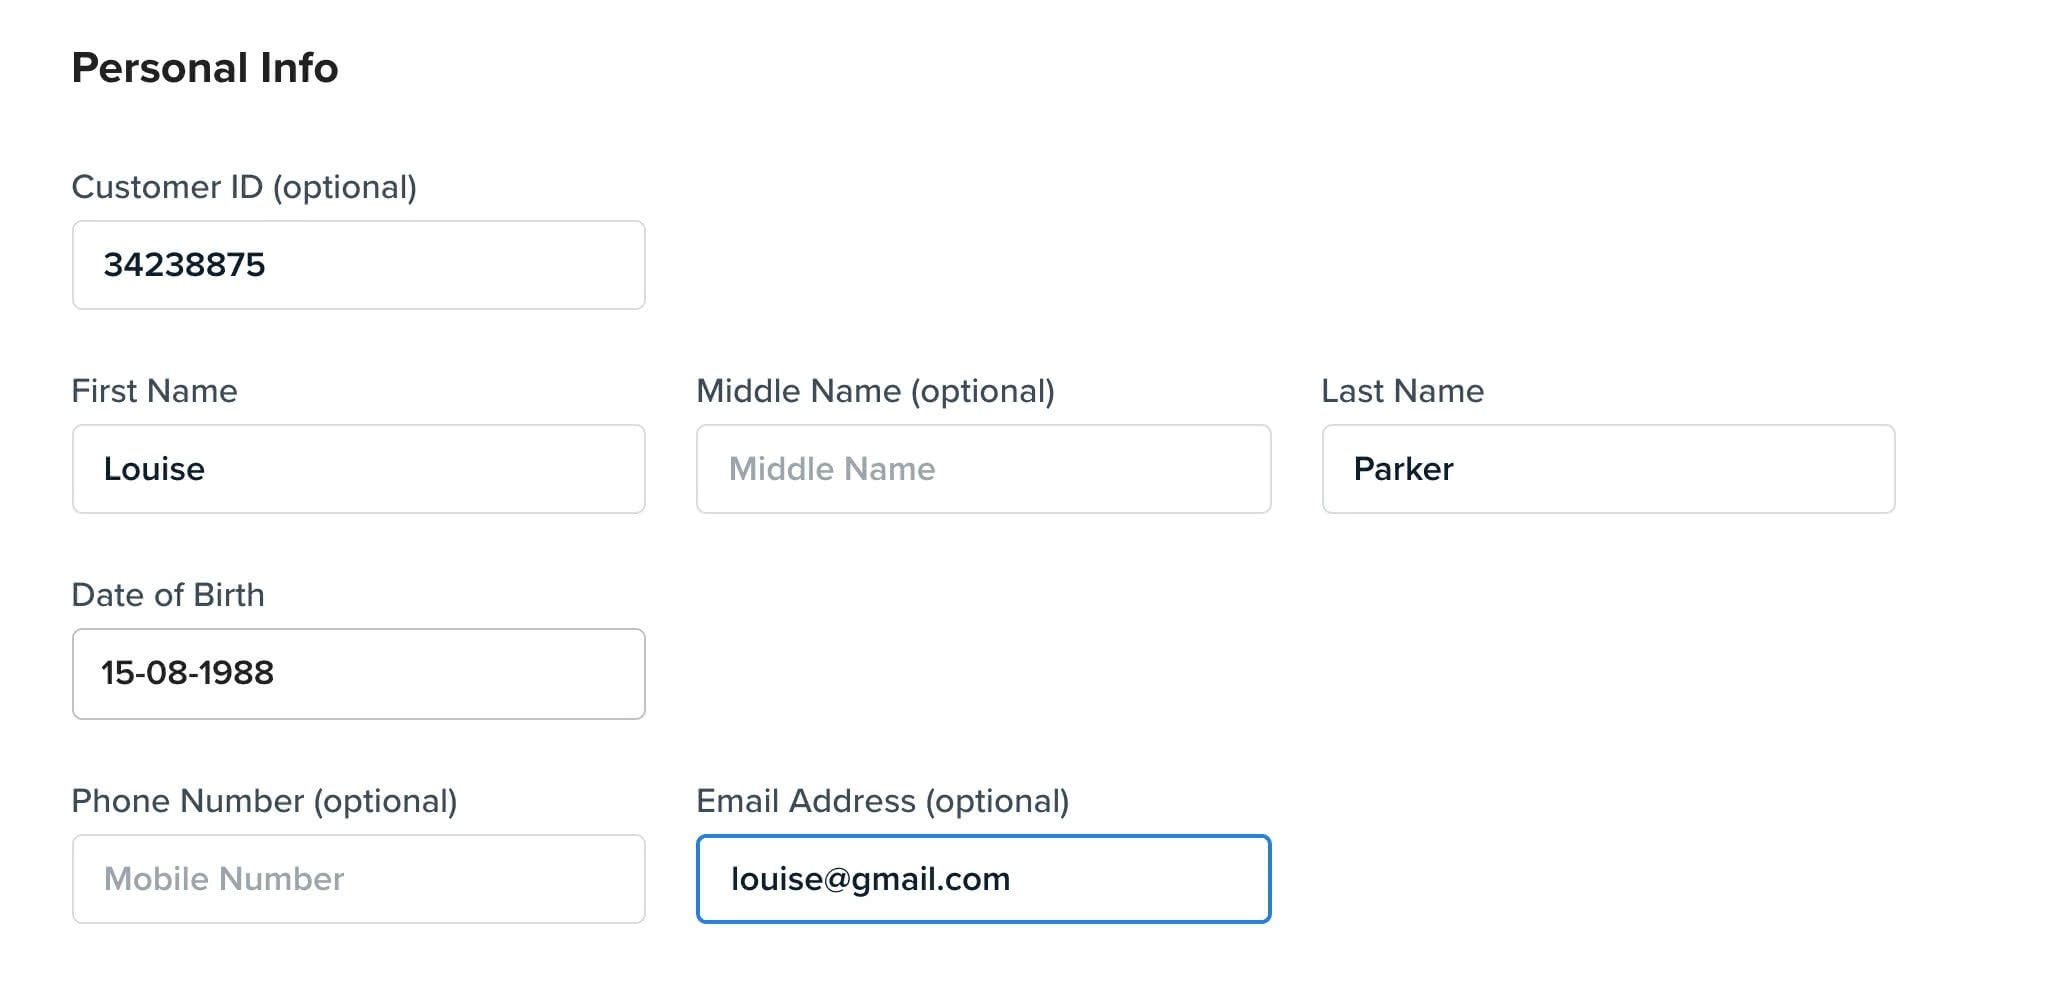 Personal Info
Customer ID (optional)
34238875
First Name
Louise
Middle Name (optional)
Middle Name
Last Name
Parker
Date of Birth
15-08-1988
Phone Number (optional)
Mobile Number
Email Address (optional)
louise@gmail.com